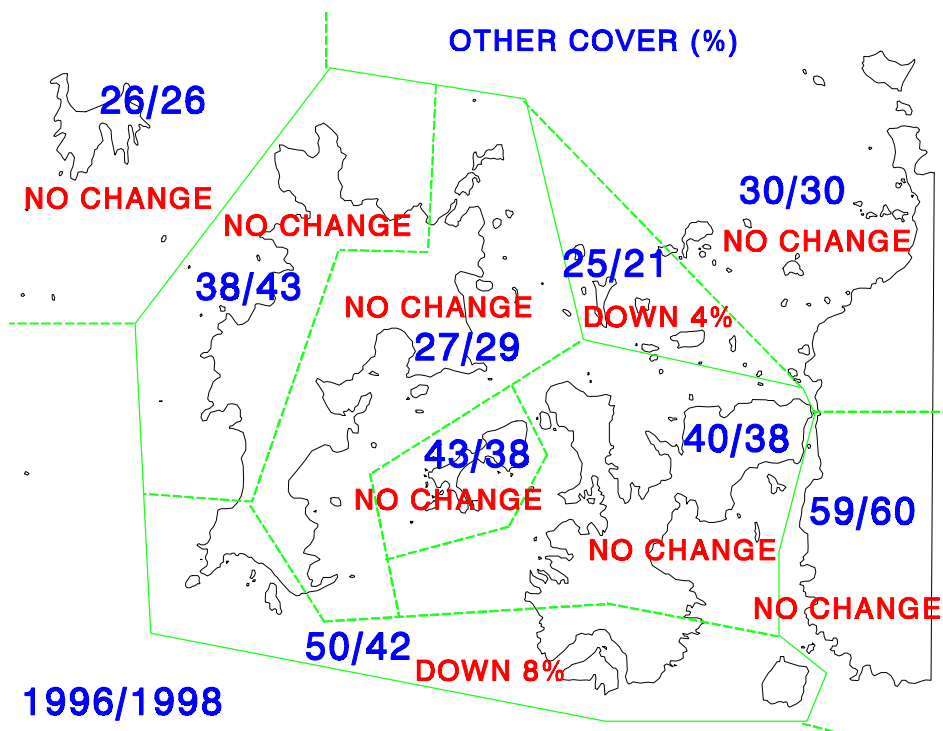 OTHER COVER (%)
26/26
NO CHANGE
30/30
NO CHANGE
NO CHANGE
38/43
25/21
DOWN 4%
NO CHANGE
27/29
43/38
NO CHANGE
40/38
NO CHANGE
59/60
NO CHANGE
50/42
DOWN 8%
1996/1998